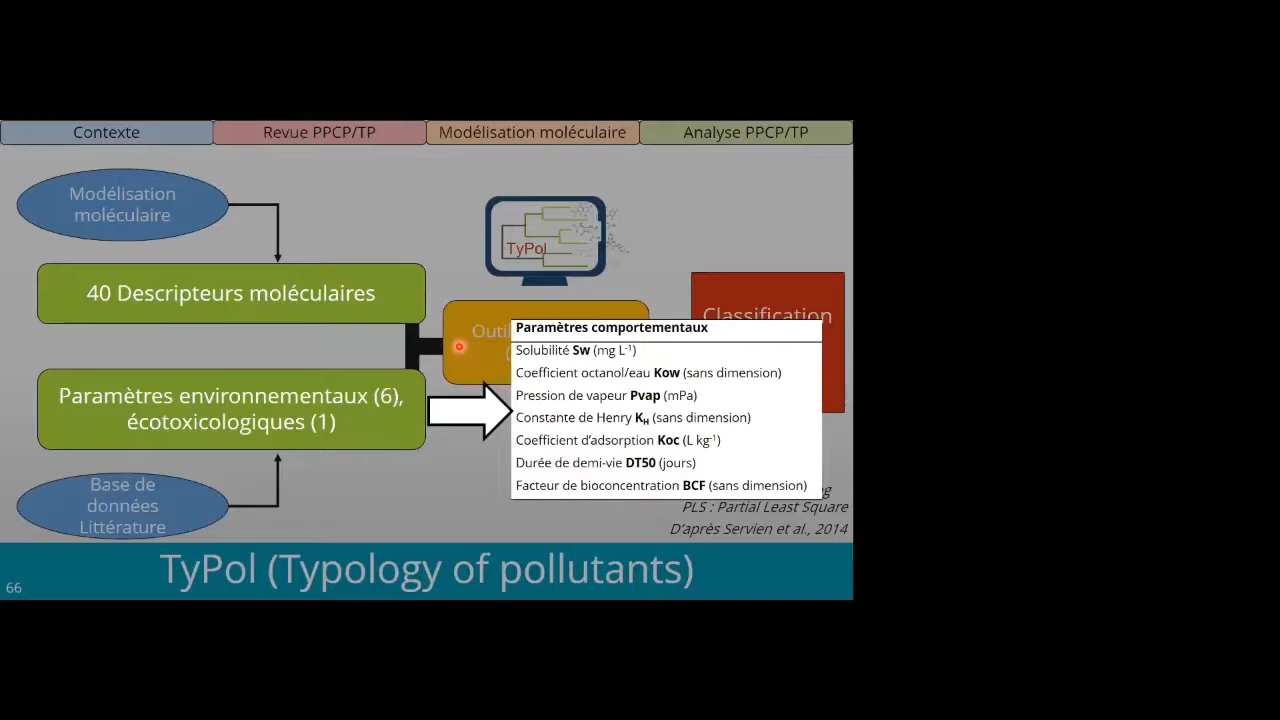 Contexte
Revue PPCP/TP
Modélisation moléculaire
Analyse PPCP/TP
Modélisation
moléculaire
TyPol
40 Descripteurs moléculaires
Classification
Paramètres environnementaux (6),
écotoxicologiques (1)
Paramètres comportementaux
Solubilité Sw (mg L⁻¹)
Coefficient octanol/eau Kow (sans dimension)
Pression de vapeur Pvap (mPa)
Constante de Henry K_H (sans dimension)
Coefficient d'adsorption Koc (L kg⁻¹)
Durée de demi-vie DT50 (jours)
Facteur de bioconcentration BCF (sans dimension)
Base de
données
Littérature
PLS : Partial Least Square
D'après Servien et al., 2014
TyPol (Typology of pollutants)
66